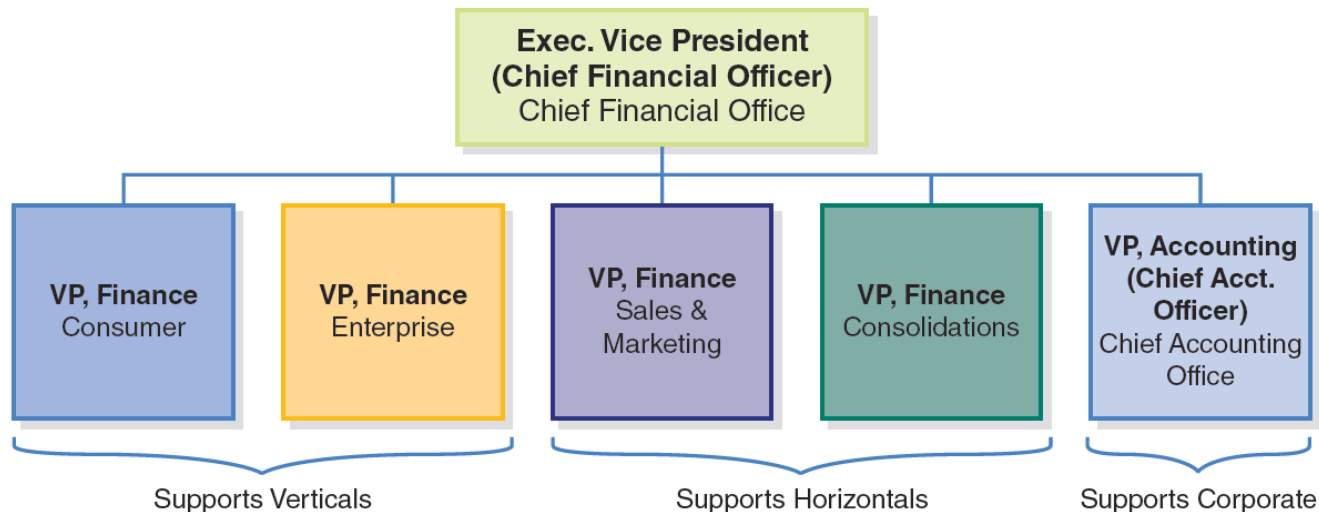 Exec. Vice President
(Chief Financial Officer)
Chief Financial Office
VP, Finance
Consumer
VP, Finance
Enterprise
VP, Finance
Sales &
Marketing
VP, Finance
Consolidations
VP, Accounting
(Chief Acct.
Officer)
Chief Accounting
Office
Supports Verticals
Supports Horizontals
Supports Corporate